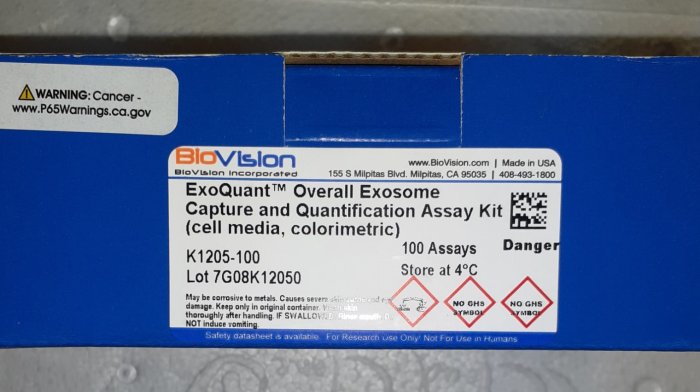 WARNING: Cancer -
www.P65Warnings.ca.gov
BioVision
BioVision Incorporated
www.BioVision.com | Made in USA
155 S Milpitas Blvd. Milpitas, CA 95035 | 408-493-1800
ExoQuant™ Overall Exosome
Capture and Quantification Assay Kit
(cell media, colorimetric)
K1205-100
100 Assays
Danger
Lot 7G08K12050
Store at 4°C
May be corrosive to metals. Causes severe skin
damage. Keep only in original container.
thoroughly after handling. IF SWALLOWED: Rinse mouth.
NOT induce vomiting.
NO GHS
SYMBOL
NO GHS
SYMBOL
Safety datasheet is available. For Research Use Only! Not For Use in Humans